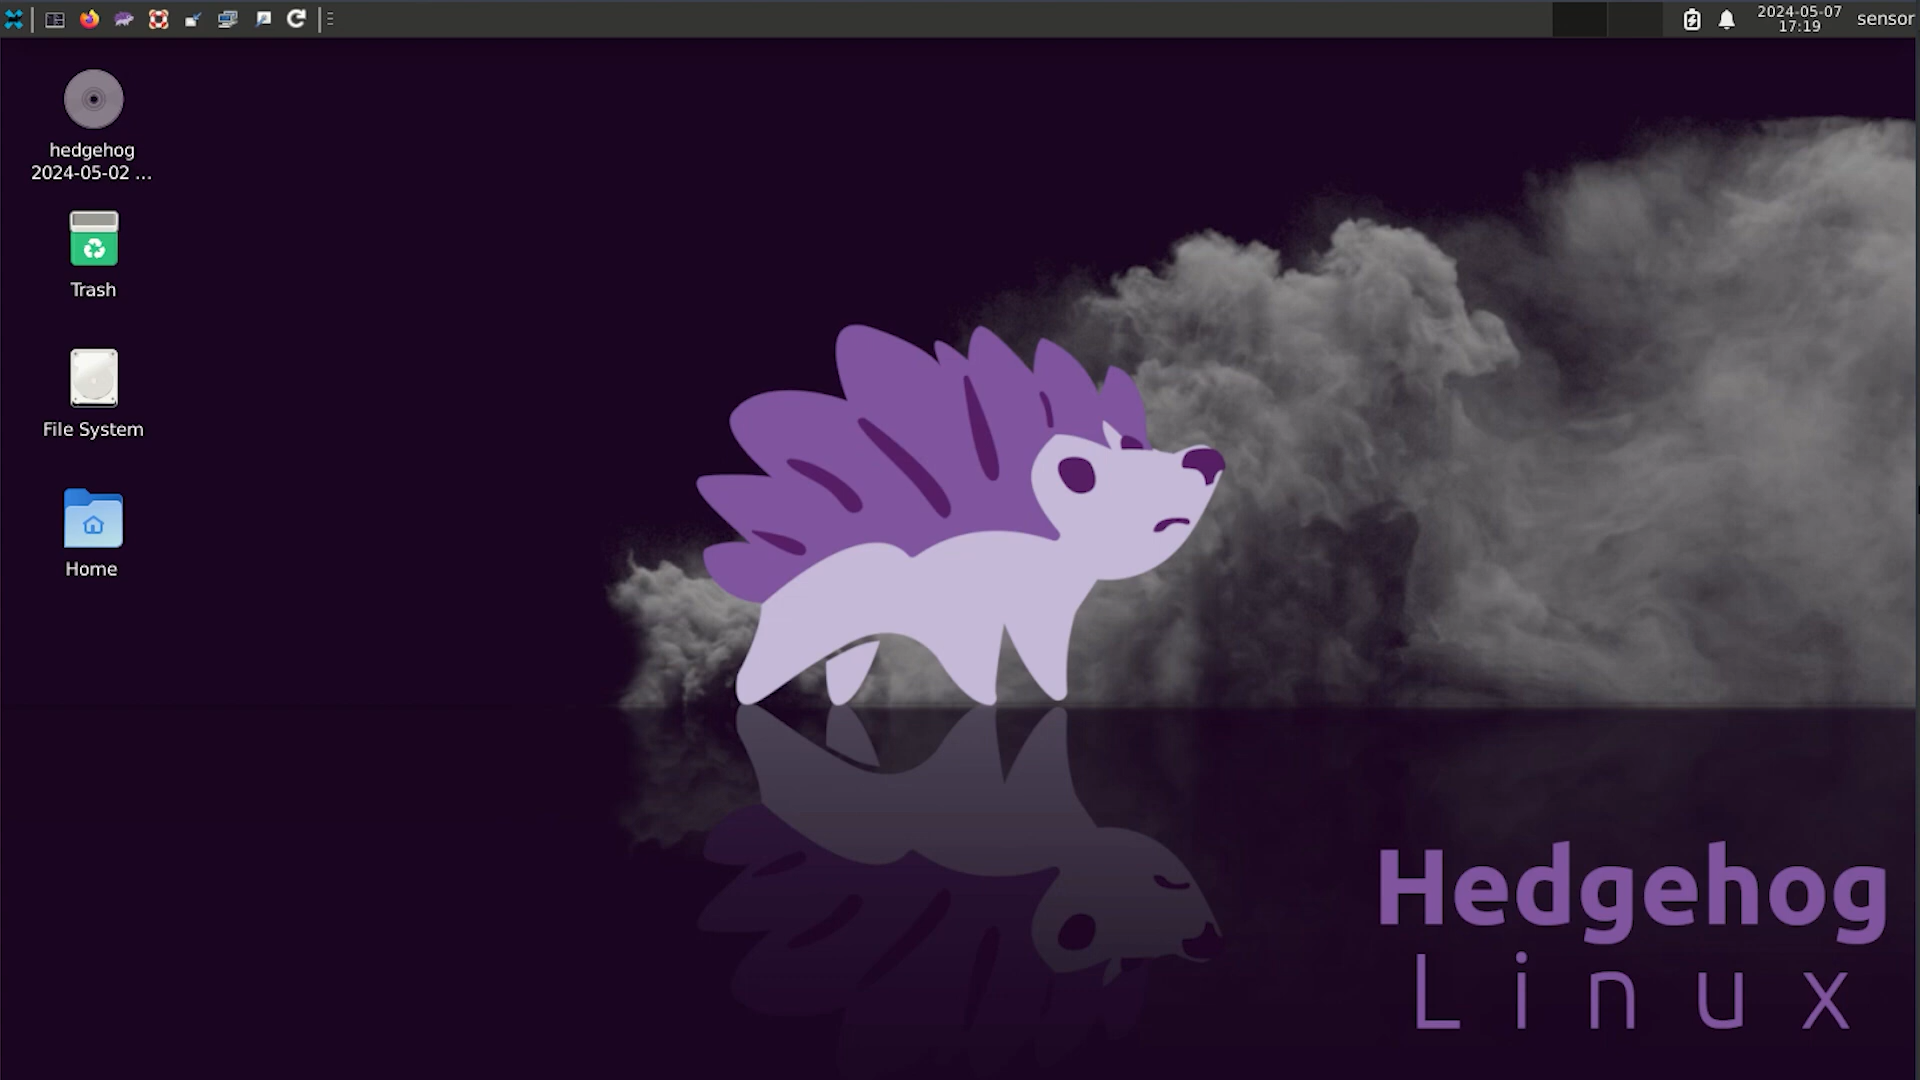 2024-05-07
17:19
sensor
hedgehog
2024-05-02 ...
Trash
File System
Home
Hedgehog
Linux